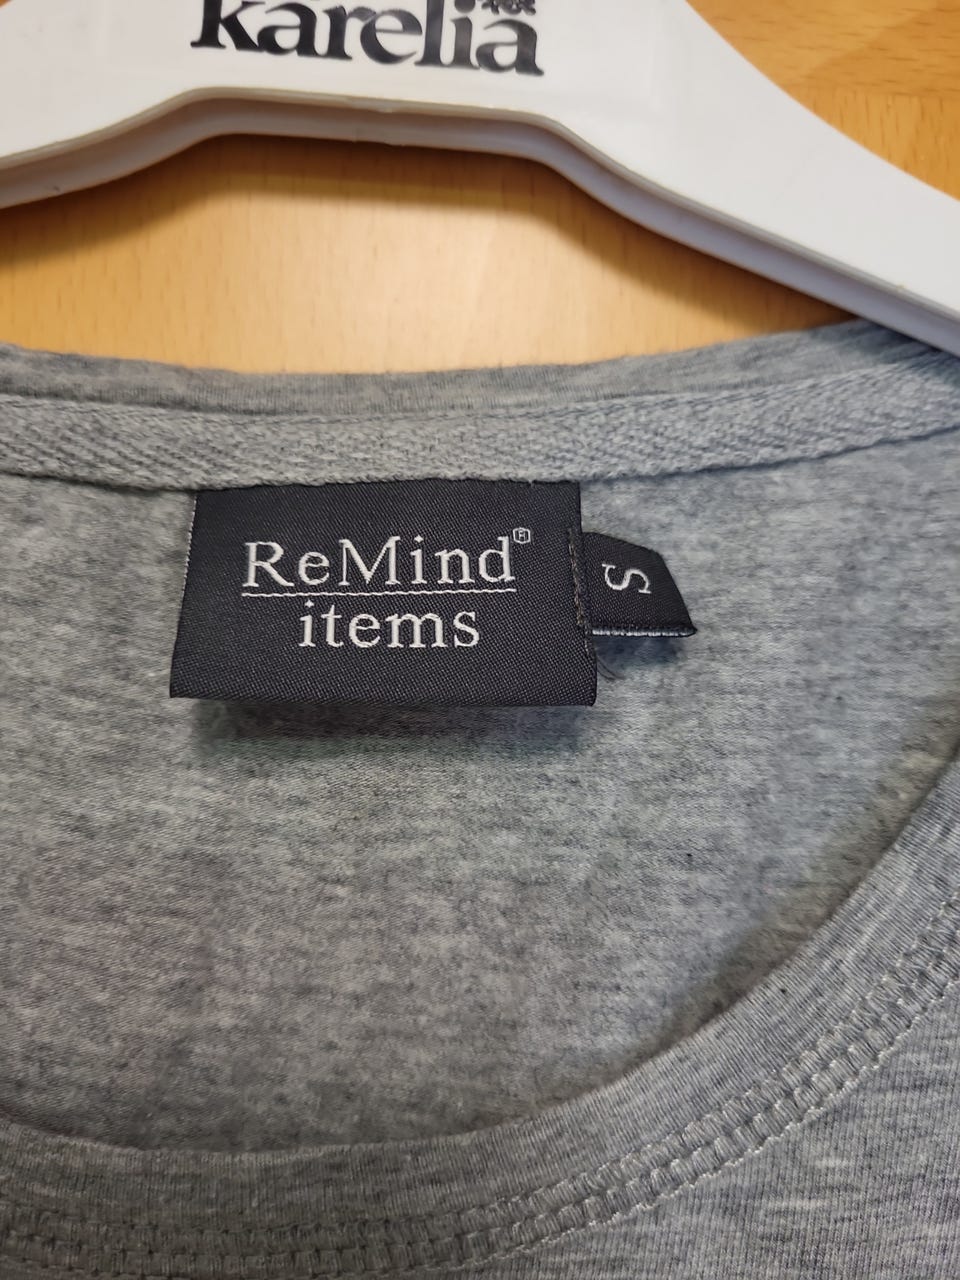 karelia
ReMind®
items
S